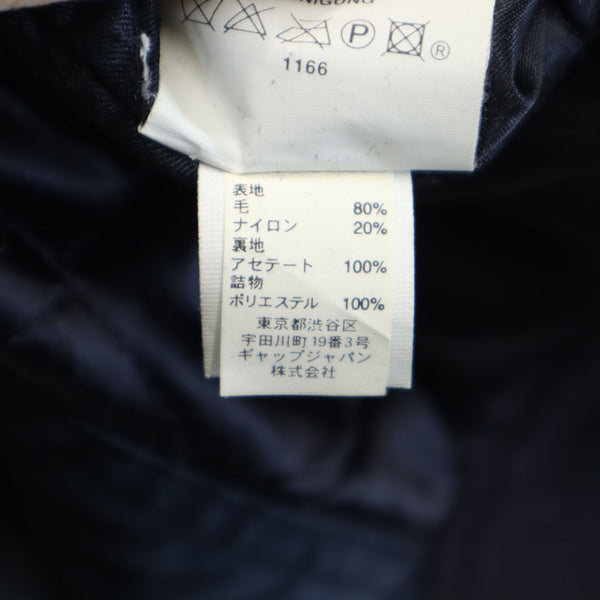 1166
表地
毛 80%
ナイロン 20%
裏地
アセテート 100%
詰物
ポリエステル 100%
東京都渋谷区
宇田川町19番3号
ギャップジャパン
株式会社